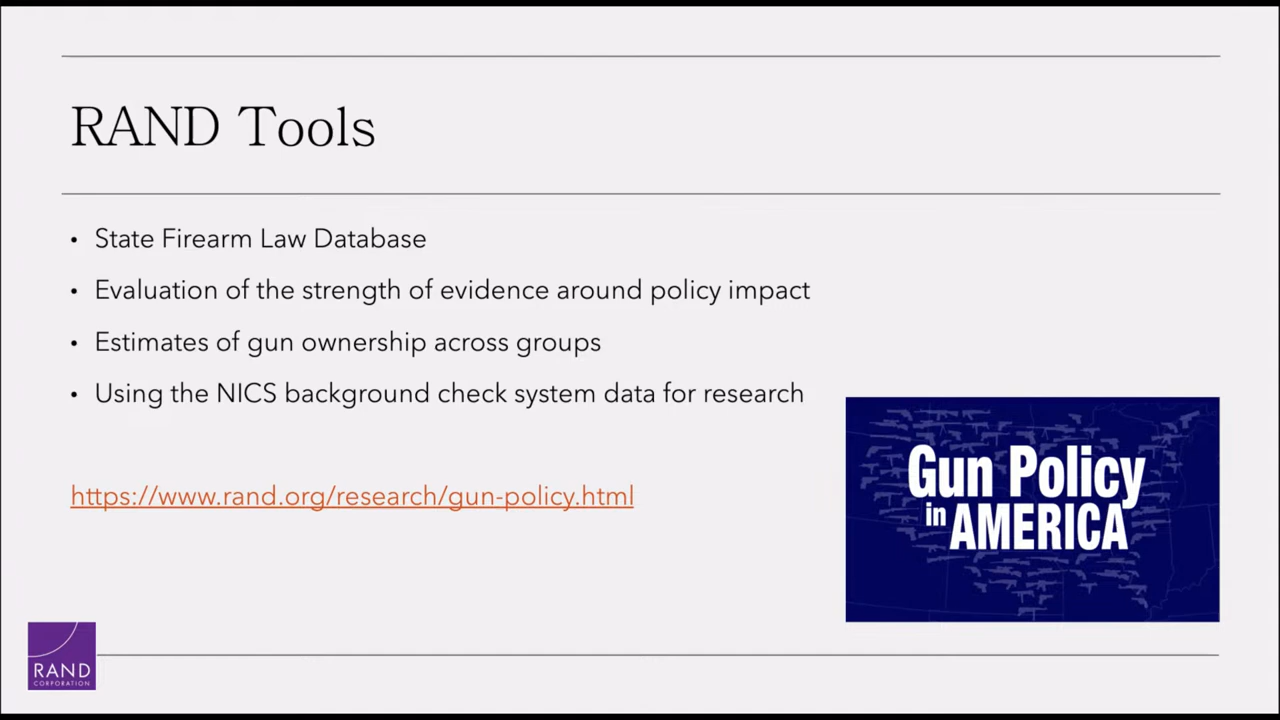 RAND Tools
• State Firearm Law Database
• Evaluation of the strength of evidence around policy impact
• Estimates of gun ownership across groups
• Using the NICS background check system data for research
https://www.rand.org/research/gun-policy.html
Gun Policy
in AMERICA
RAND
CORPORATION